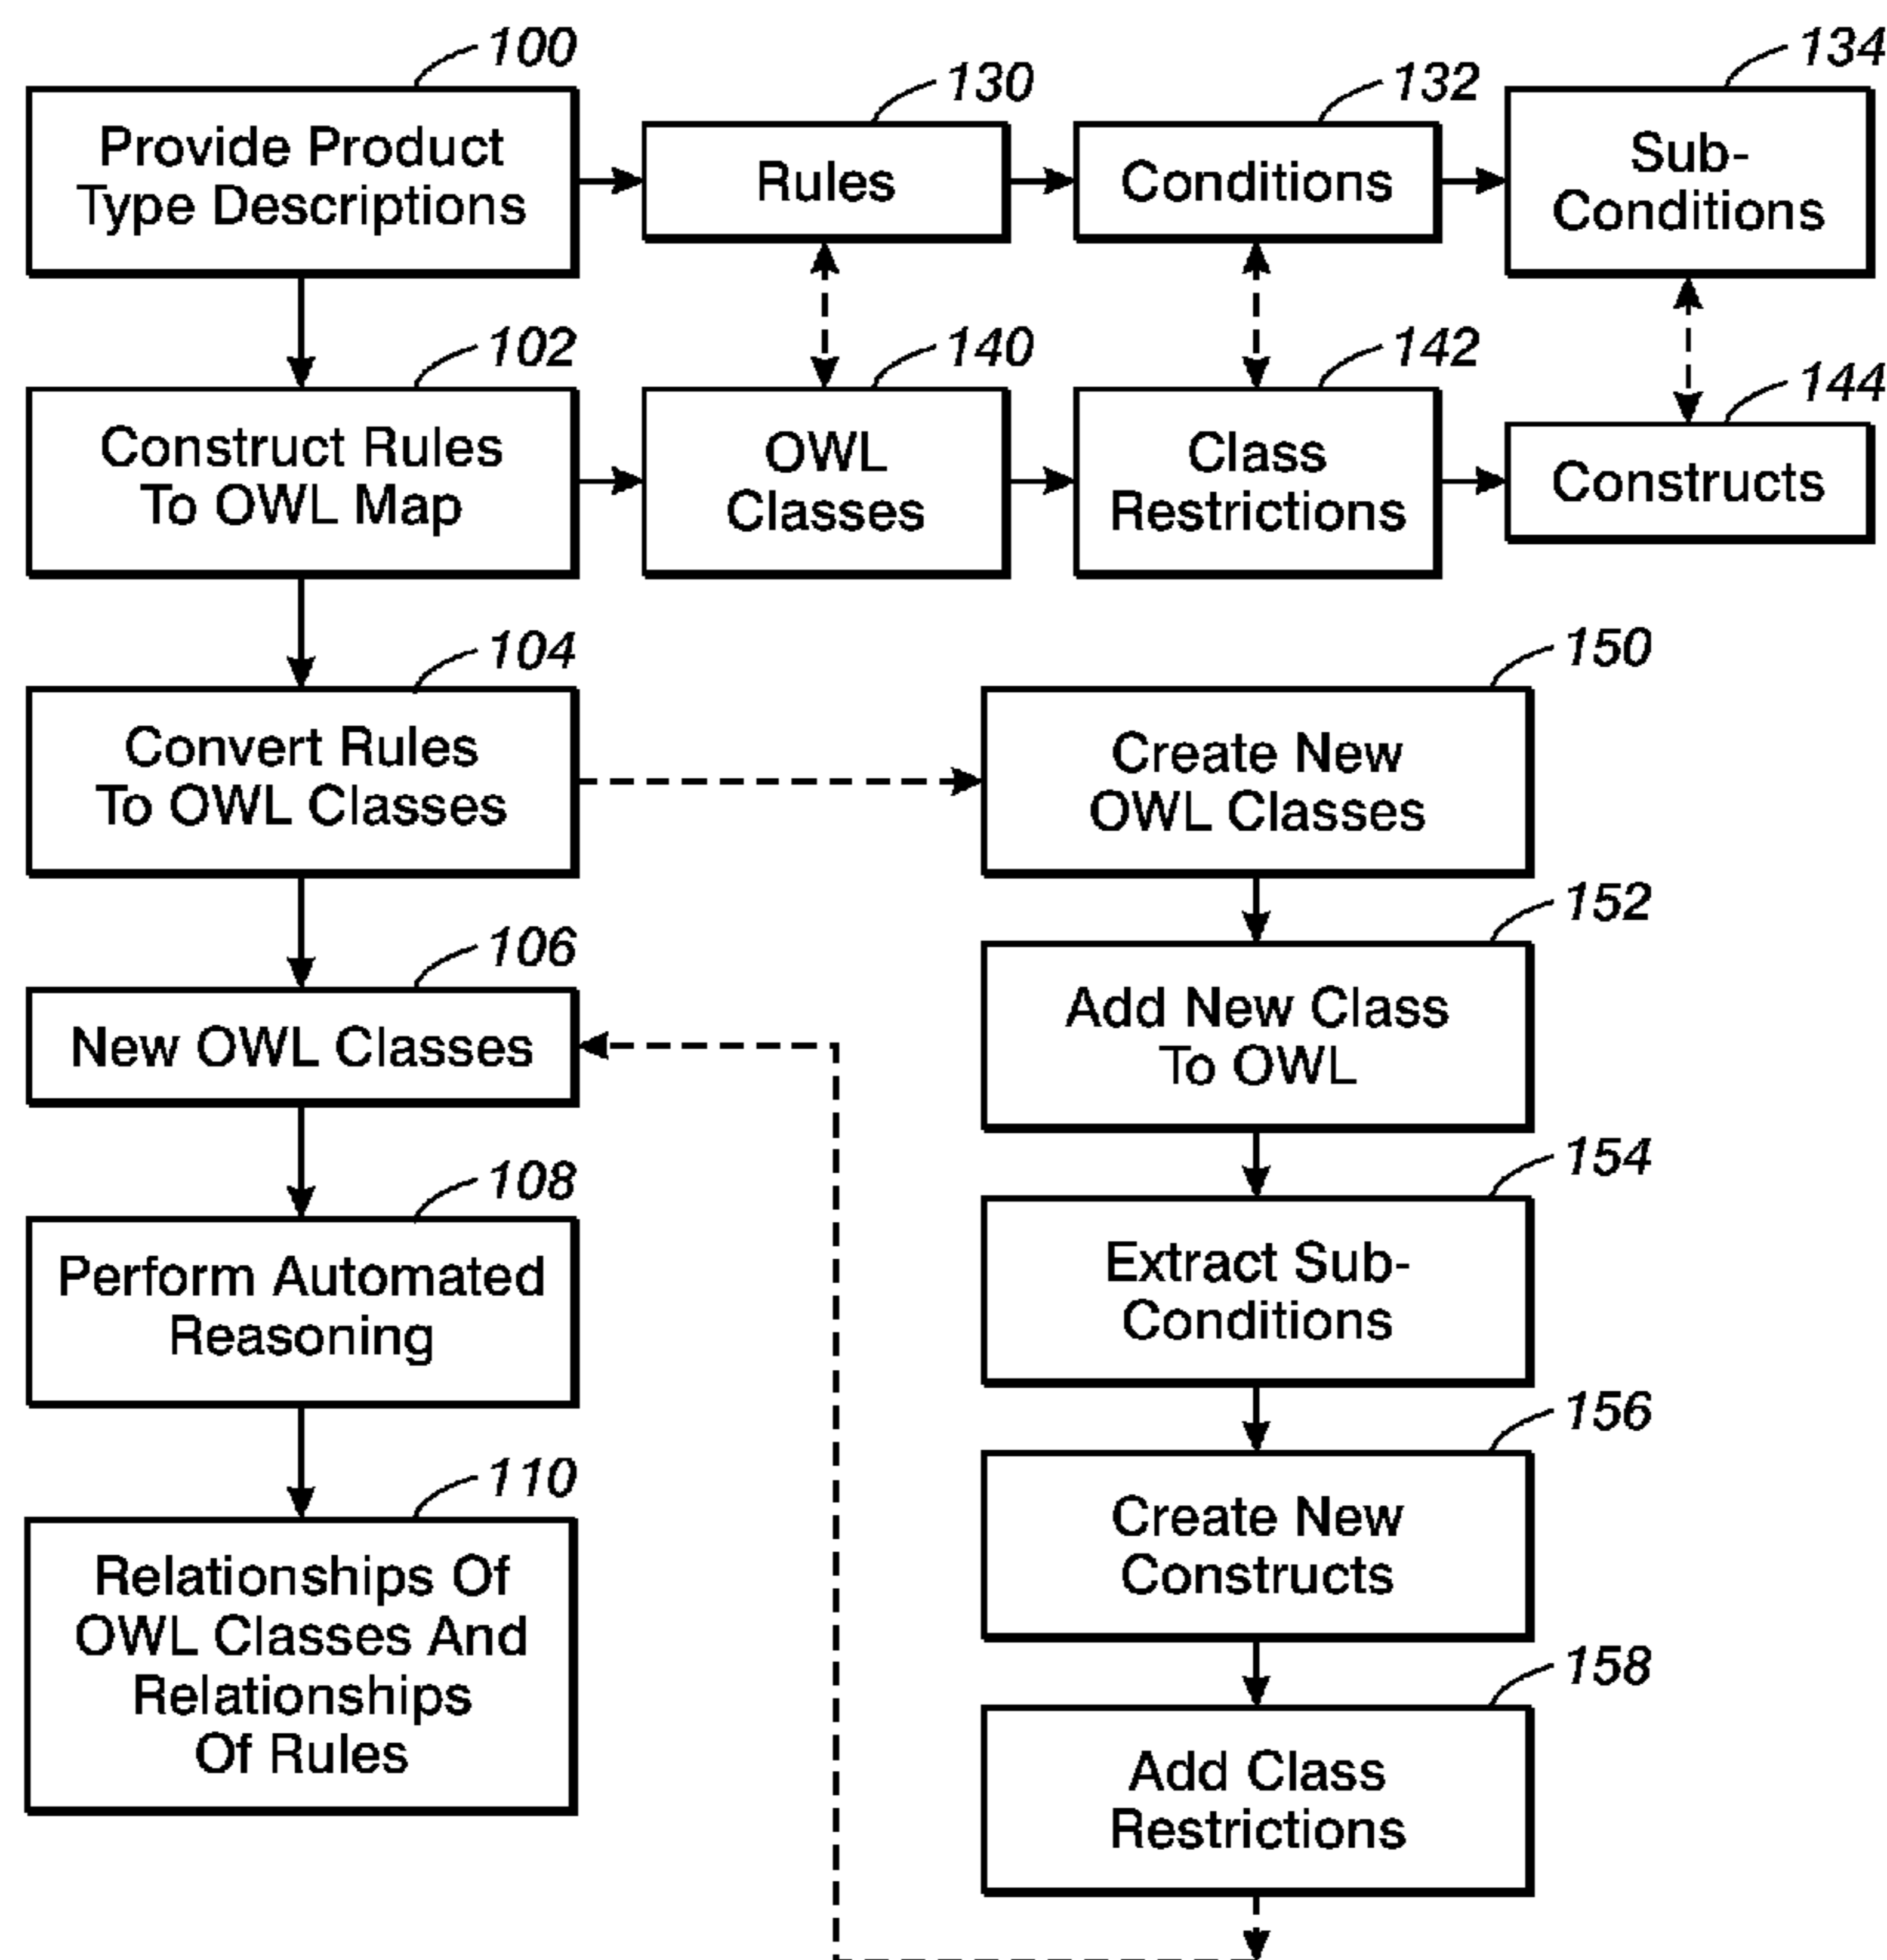 100
Provide Product
Type Descriptions
130
Rules
132
Conditions
134
Sub-
Conditions
102
Construct Rules
To OWL Map
140
OWL
Classes
142
Class
Restrictions
144
Constructs
104
Convert Rules
To OWL Classes
106
New OWL Classes
108
Perform Automated
Reasoning
110
Relationships Of
OWL Classes And
Relationships
Of Rules
150
Create New
OWL Classes
152
Add New Class
To OWL
154
Extract Sub-
Conditions
156
Create New
Constructs
158
Add Class
Restrictions